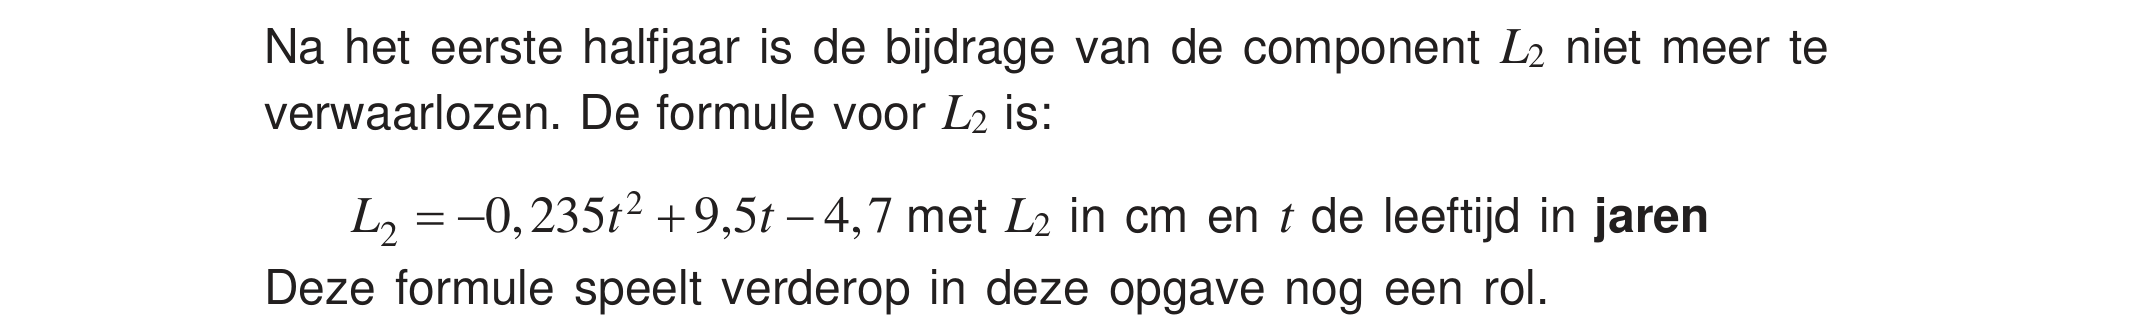 Na het eerste halfjaar is de bijdrage van de component L₂ niet meer te
verwaarlozen. De formule voor L₂ is:
L₂ = –0,235t² + 9,5t – 4,7 met L₂ in cm en t de leeftijd in jaren
Deze formule speelt verderop in deze opgave nog een rol.